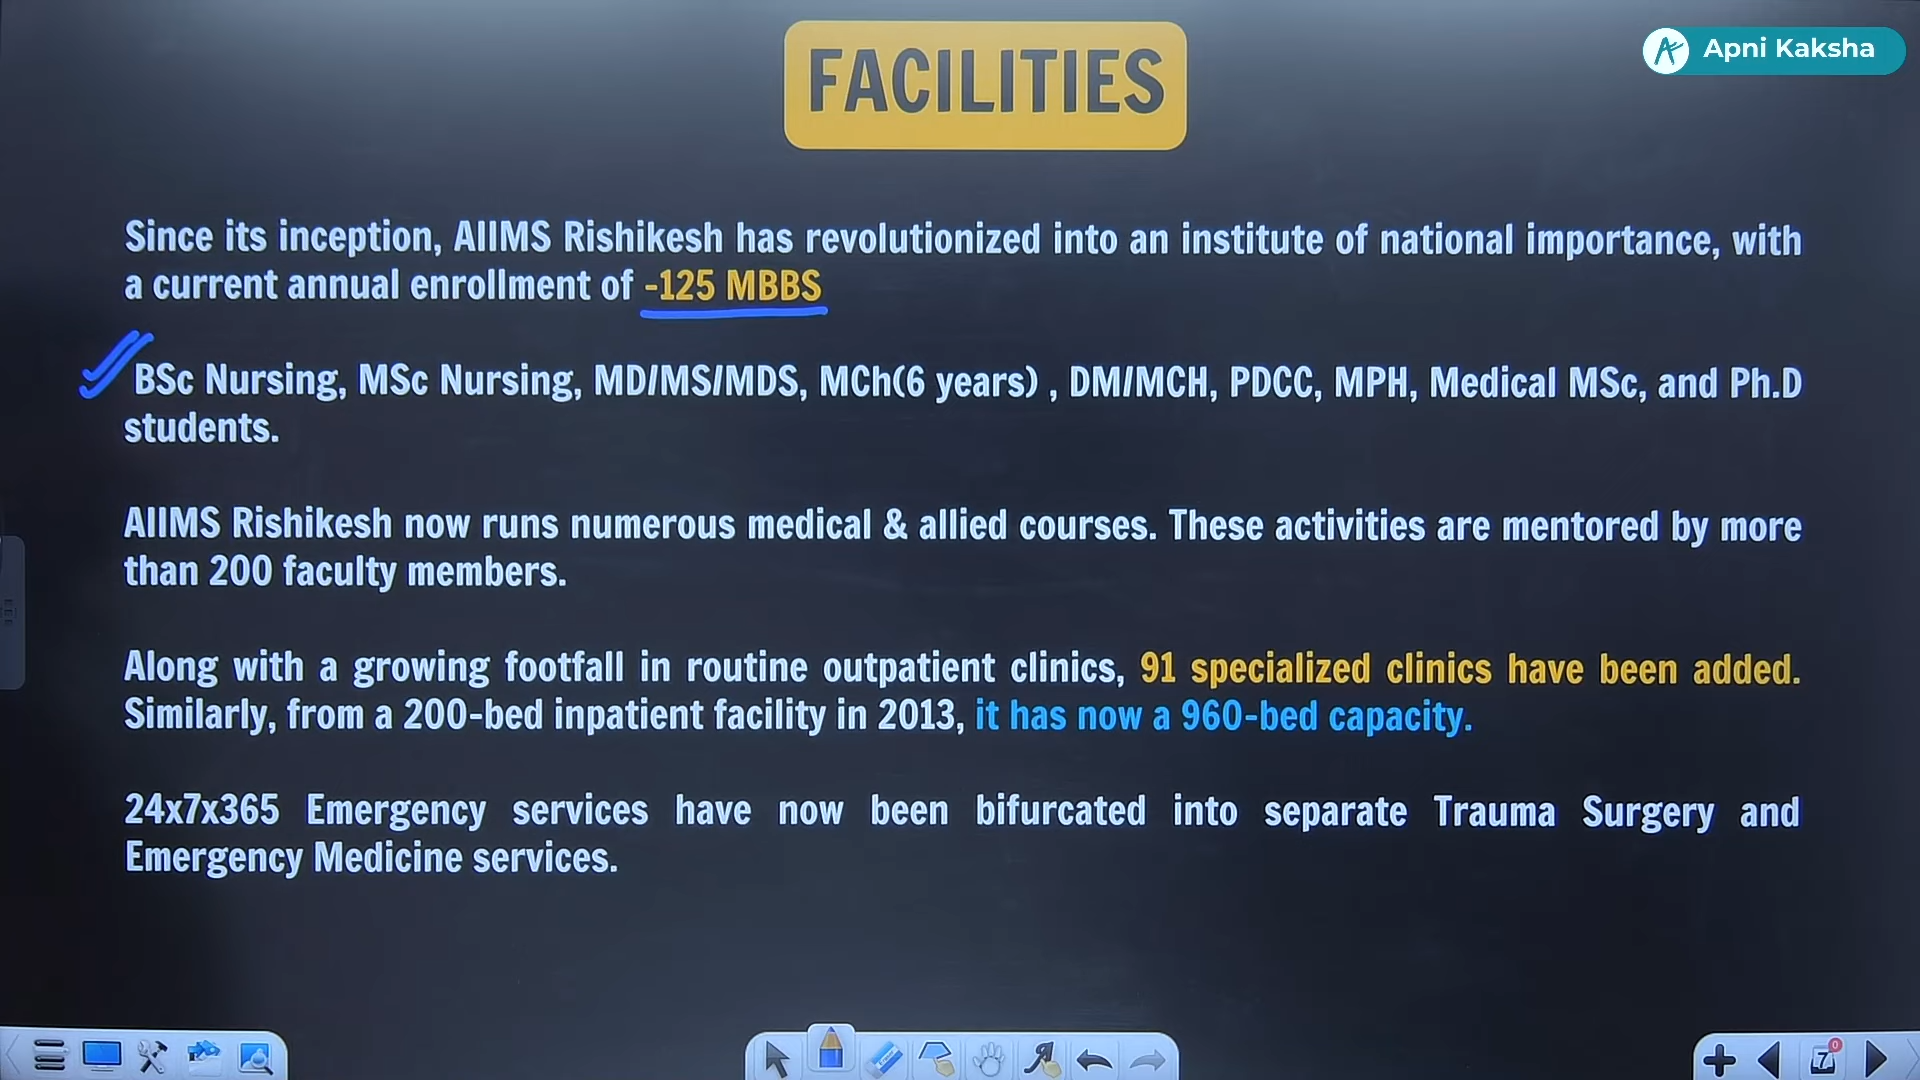 FACILITIES
Apni Kaksha
Since its inception, AIIMS Rishikesh has revolutionized into an institute of national importance, with
a current annual enrollment of -125 MBBS
BSc Nursing, MSc Nursing, MD/MS/MDS, MCh(6 years) , DM/MCH, PDCC, MPH, Medical MSc, and Ph.D
students.
AIIMS Rishikesh now runs numerous medical & allied courses. These activities are mentored by more
than 200 faculty members.
Along with a growing footfall in routine outpatient clinics, 91 specialized clinics have been added.
Similarly, from a 200-bed inpatient facility in 2013, it has now a 960-bed capacity.
24x7x365 Emergency services have now been bifurcated into separate Trauma Surgery and
Emergency Medicine services.
7
0